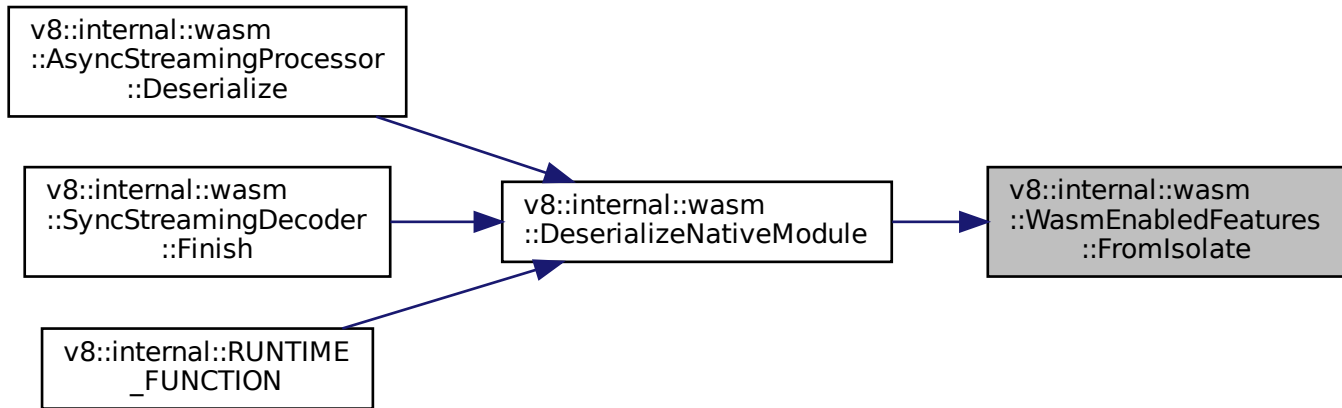 v8::internal::wasm
::AsyncStreamingProcessor
::Deserialize
v8::internal::wasm
::SyncStreamingDecoder
::Finish
v8::internal::RUNTIME
_FUNCTION
v8::internal::wasm
::DeserializeNativeModule
v8::internal::wasm
::WasmEnabledFeatures
::FromIsolate